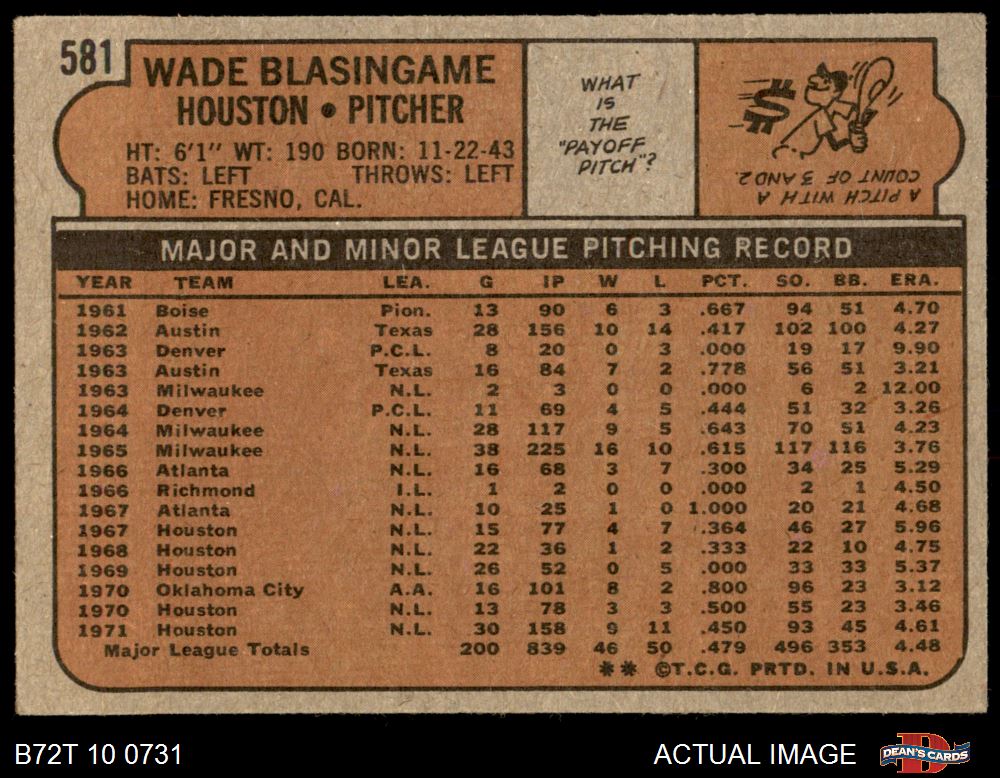 581
WADE BLASINGAME
HOUSTON • PITCHER
HT: 6'1" WT: 190 BORN: 11-22-43
BATS: LEFT THROWS: LEFT
HOME: FRESNO, CAL.
WHAT
IS
THE
"PAYOFF
PITCH"?
A PITCH WITH A
COUNT OF 3 AND 2.
MAJOR AND MINOR LEAGUE PITCHING RECORD
YEAR TEAM LEA. G IP W L PCT. SO. BB. ERA.
1961 Boise Pion. 13 90 6 3 .667 94 51 4.70
1962 Austin Texas 28 156 10 14 .417 102 100 4.27
1963 Denver P.C.L. 8 20 0 3 .000 19 17 9.90
1963 Austin Texas 16 84 7 2 .778 56 51 3.21
1963 Milwaukee N.L. 2 3 0 0 .000 6 2 12.00
1964 Denver P.C.L. 11 69 4 5 .444 51 32 3.26
1964 Milwaukee N.L. 28 117 9 5 .643 70 51 4.23
1965 Milwaukee N.L. 38 225 16 10 .615 117 116 3.76
1966 Atlanta N.L. 16 68 3 7 .300 34 25 5.29
1966 Richmond I.L. 1 2 0 0 .000 2 1 4.50
1967 Atlanta N.L. 10 25 1 0 1.000 20 21 4.68
1967 Houston N.L. 15 77 4 7 .364 46 27 5.96
1968 Houston N.L. 22 36 1 2 .333 22 10 4.75
1969 Houston N.L. 26 52 0 5 .000 33 33 5.37
1970 Oklahoma City A.A. 16 101 8 2 .800 96 23 3.12
1970 Houston N.L. 13 78 3 3 .500 55 23 3.46
1971 Houston N.L. 30 158 9 11 .450 93 45 4.61
Major League Totals 200 839 46 50 .479 496 353 4.48
** ©T.C.G. PRTD. IN U.S.A.
B72T 10 0731
ACTUAL IMAGE
DEAN'S CARDS